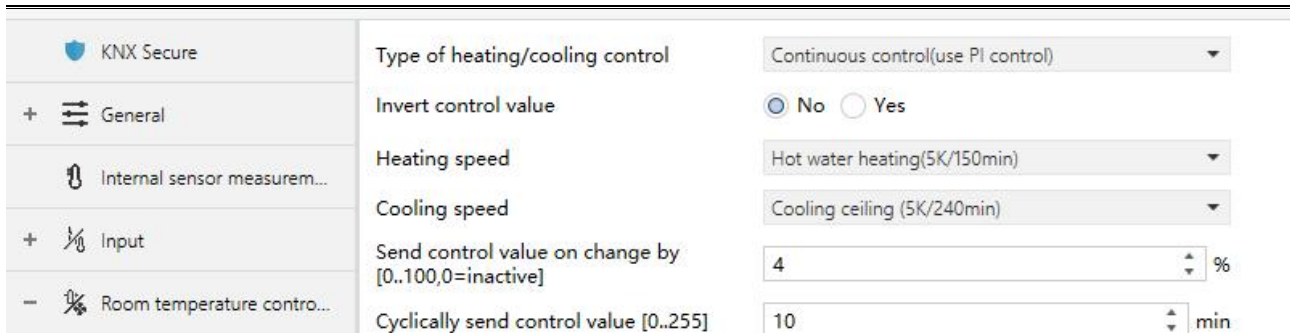 KNX Secure
+ General
Internal sensor measurem...
+ Input
− Room temperature contro...
Type of heating/cooling control Continuous control(use PI control)
Invert control value No Yes
Heating speed Hot water heating(5K/150min)
Cooling speed Cooling ceiling (5K/240min)
Send control value on change by
[0..100,0=inactive] 4 %
Cyclically send control value [0..255] 10 min